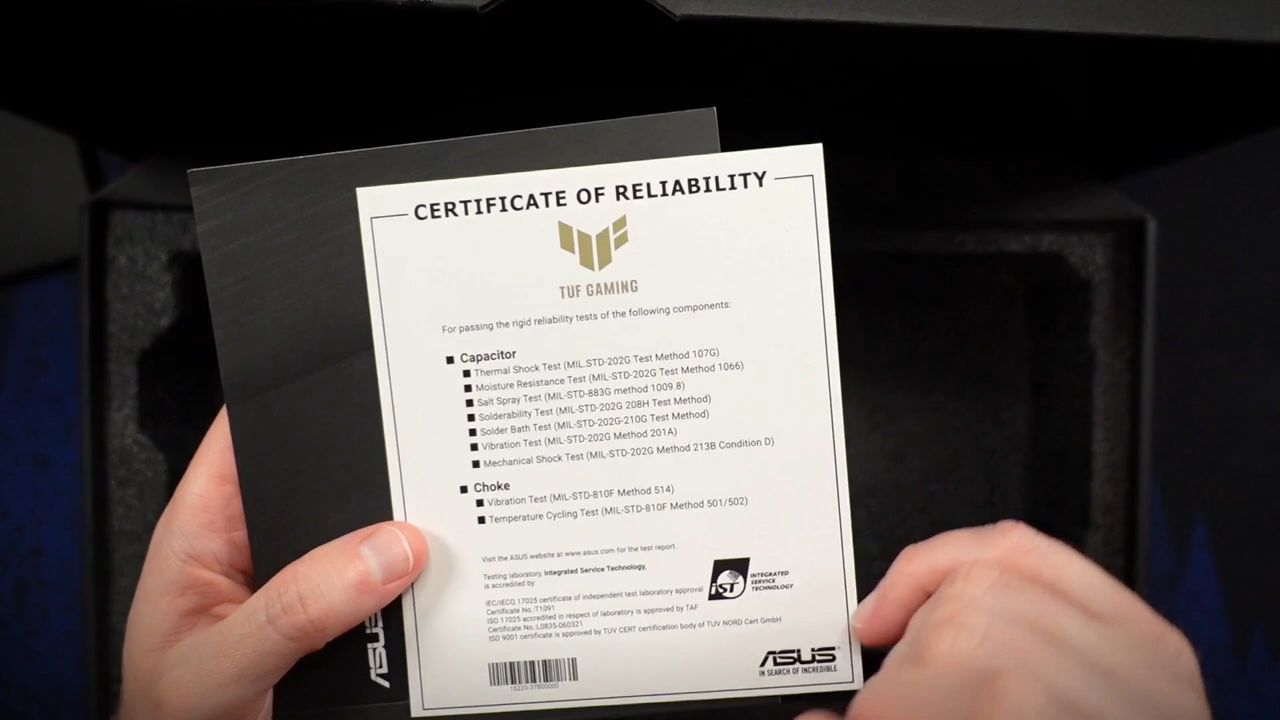 CERTIFICATE OF RELIABILITY
TUF GAMING
For passing the rigid reliability tests of the following components:
Capacitor
Thermal Shock Test (MIL.STD-202G Test Method 107G)
Moisture Resistance Test (MIL-STD-202G Test Method 1066)
Salt Spray Test (MIL-STD-883G method 1009.8)
Solderability Test (MIL-STD-202G 208H Test Method)
Solder Bath Test (MIL-STD-202G-210G Test Method)
Vibration Test (MIL-STD-202G Method 201A)
Mechanical Shock Test (MIL-STD-202G Method 213B Condition D)
Choke
Vibration Test (MIL-STD-810F Method 514)
Temperature Cycling Test (MIL-STD-810F Method 501/502)
Visit the ASUS website at www.asus.com for the test report.
Testing laboratory, Integrated Service Technology,
is accredited by
IEC/IECQ 17025 certificate of independent test laboratory approval
Certificate No.:T1091
ISO 17025 accredited in respect of laboratory is approved by TAF
Certificate No.:L0835-060321
ISO 9001 certificate is approved by TUV CERT certification body of TUV NORD Cert GmbH
iST
INTEGRATED
SERVICE
TECHNOLOGY
15220-37800000
ASUS
IN SEARCH OF INCREDIBLE
ASUS